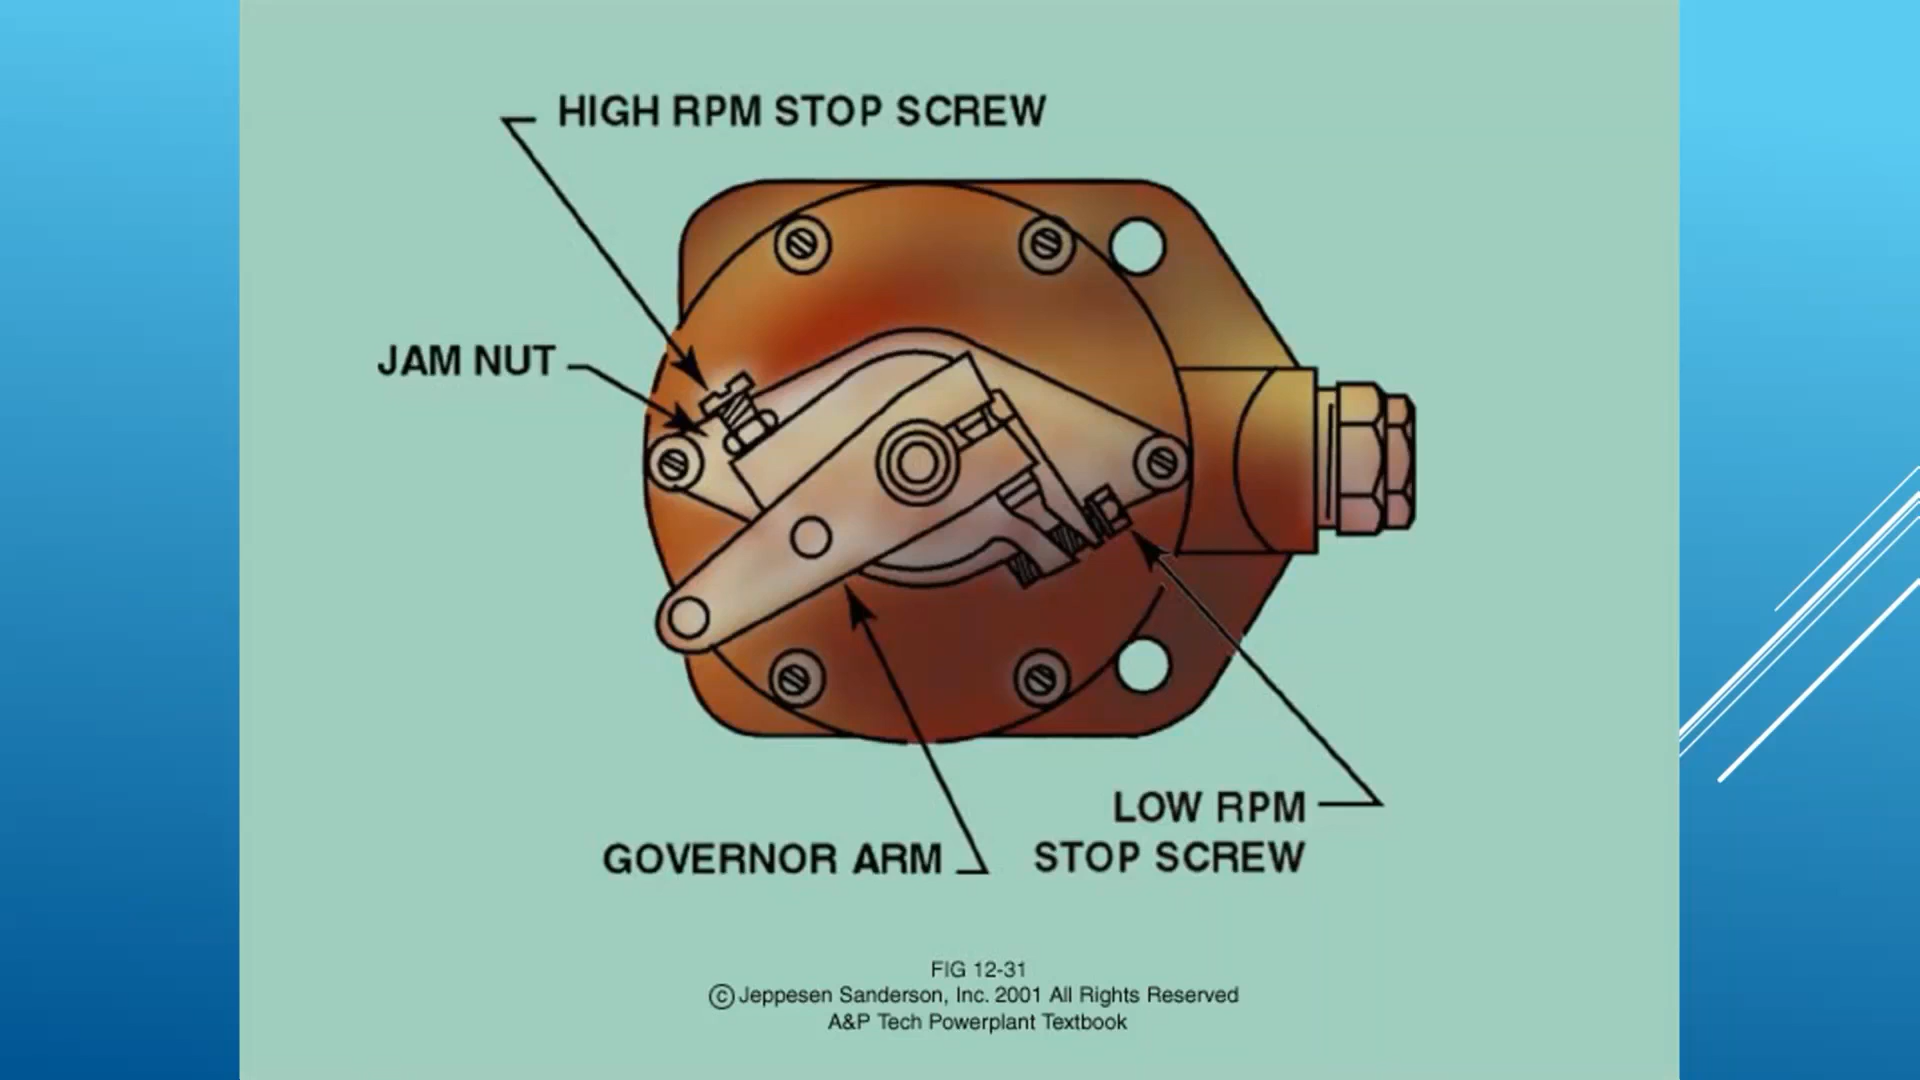 HIGH RPM STOP SCREW
JAM NUT
LOW RPM
STOP SCREW
GOVERNOR ARM
FIG 12-31
© Jeppesen Sanderson, Inc. 2001 All Rights Reserved
A&P Tech Powerplant Textbook